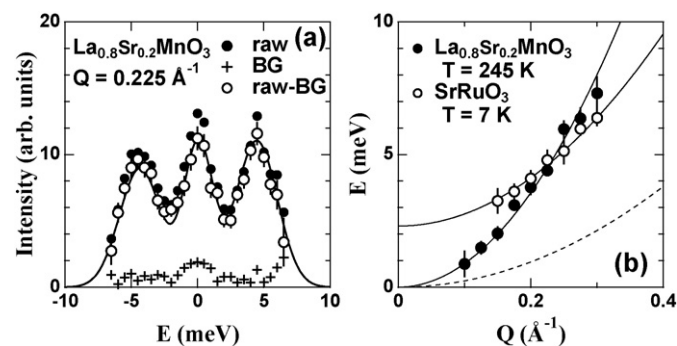 20
10
0
Intensity (arb. units)
La0.8Sr0.2MnO3
Q = 0.225 Å⁻¹
(a)
raw
BG
raw-BG
-10
-5
0
5
10
E (meV)
10
5
0
E (meV)
La0.8Sr0.2MnO3
T = 245 K
SrRuO3
T = 7 K
(b)
0
0.2
0.4
Q (Å⁻¹)